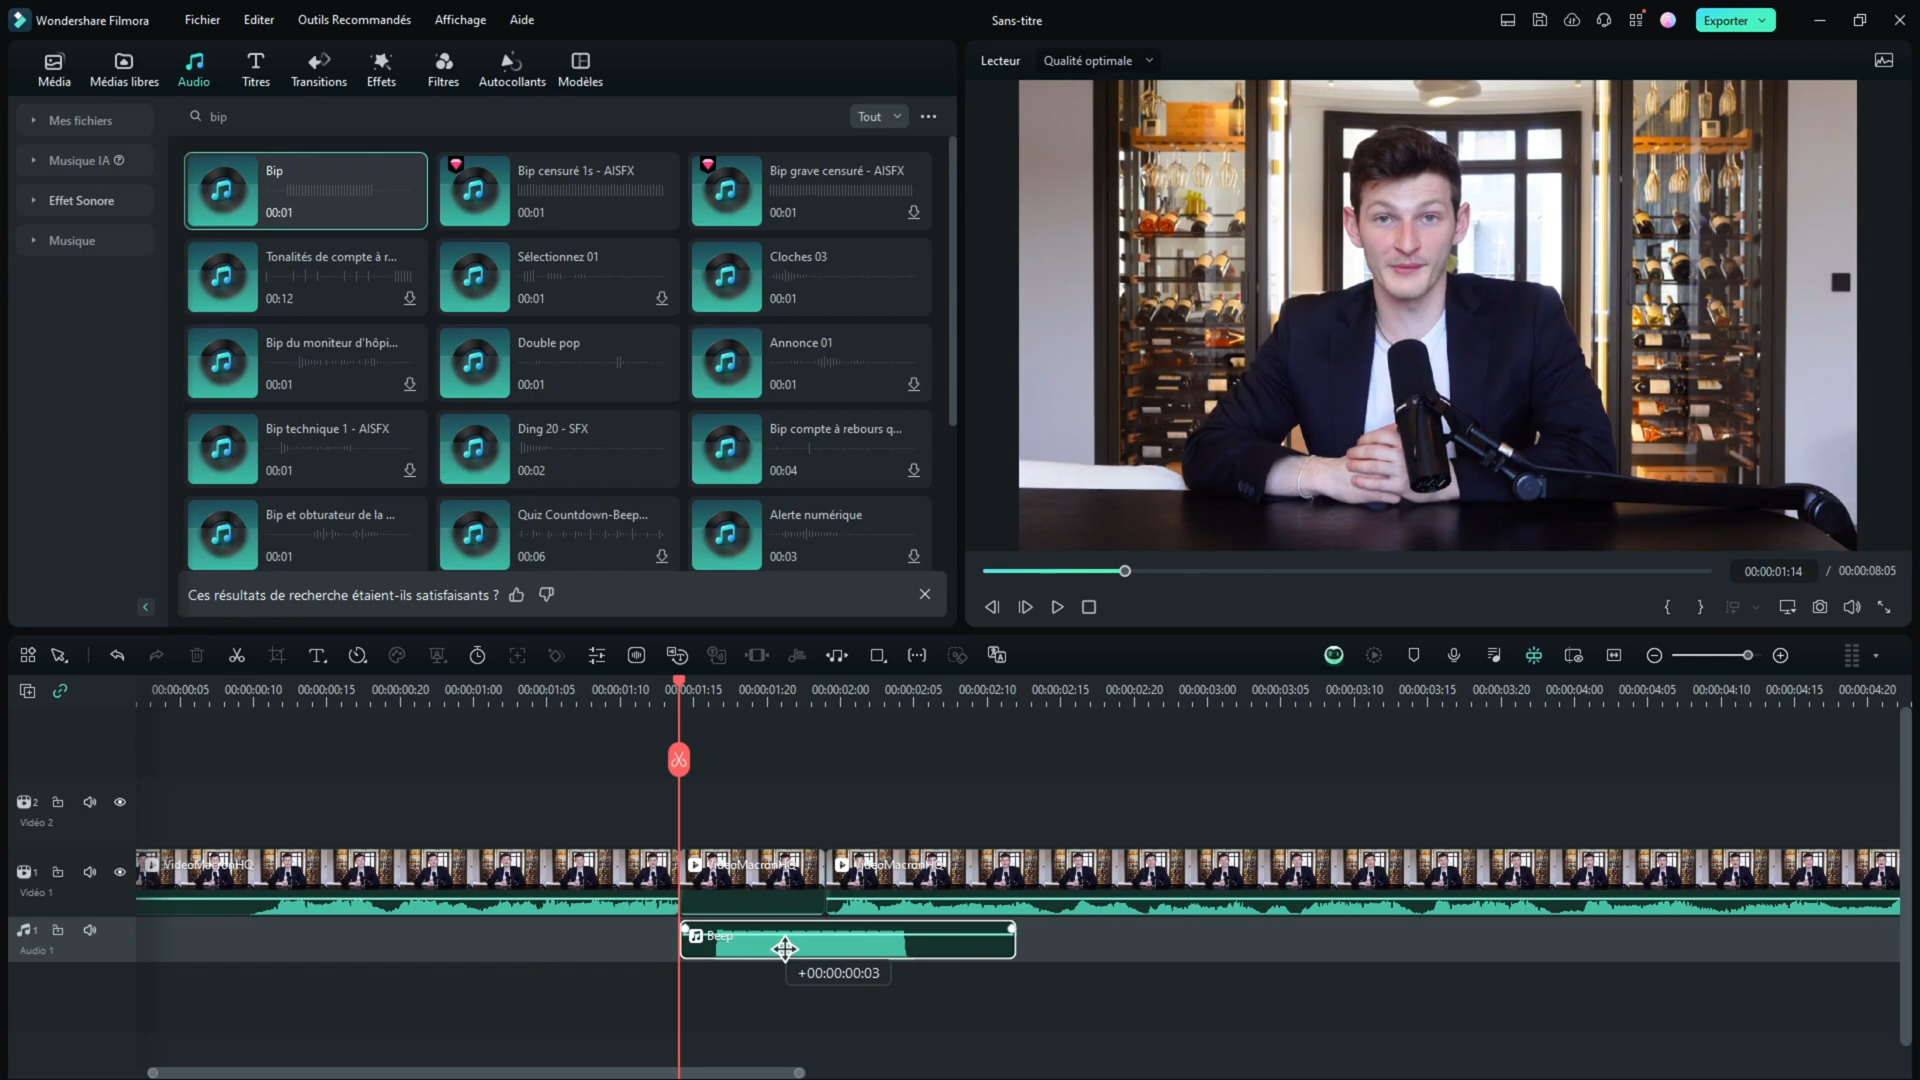 Wondershare Filmora
Fichier
Editer
Outils Recommandés
Affichage
Aide
Sans-titre
Exporter
Média
Médias libres
Audio
Titres
Transitions
Effets
Filtres
Autocollants
Modèles
Lecteur
Qualité optimale
Mes fichiers
Musique IA
Effet Sonore
Musique
bip
Tout
Bip
00:01
Bip censuré 1s - AISFX
00:01
Bip grave censuré - AISFX
00:01
Tonalités de compte à r...
00:12
Sélectionnez 01
00:01
Cloches 03
00:01
Bip du moniteur d'hôpi...
00:01
Double pop
00:01
Annonce 01
00:01
Bip technique 1 - AISFX
00:01
Ding 20 - SFX
00:02
Bip compte à rebours q...
00:04
Bip et obturateur de la ...
00:01
Quiz Countdown-Beep...
00:06
Alerte numérique
00:03
Ces résultats de recherche étaient-ils satisfaisants ?
00:00:01:14 / 00:00:08:05
00:00:00:05 00:00:00:10 00:00:00:15 00:00:00:20 00:00:01:00 00:00:01:05 00:00:01:10 00:00:01:15 00:00:01:20 00:00:02:00 00:00:02:05 00:00:02:10 00:00:02:15 00:00:02:20 00:00:03:00 00:00:03:05 00:00:03:10 00:00:03:15 00:00:03:20 00:00:04:00 00:00:04:05 00:00:04:10 00:00:04:15 00:00:04:20
2
Vidéo 2
1
Vidéo 1
VideoMacronHQ
VideoMacronHQ
VideoMacronHQ
1
Audio 1
Beep
+00:00:00:03